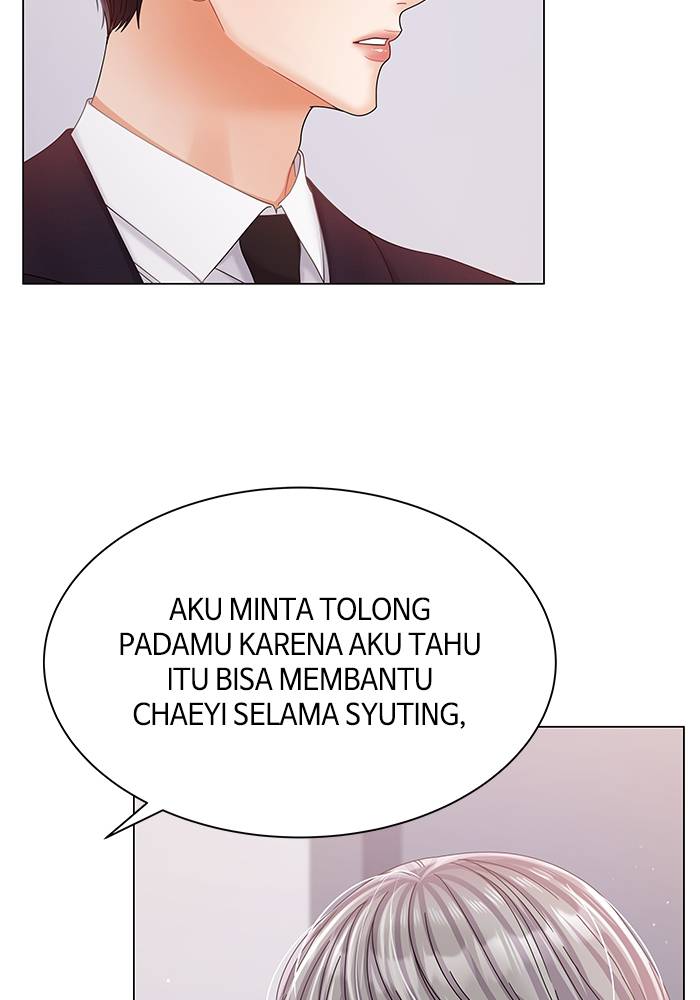 AKU MINTA TOLONG
PADAMU KARENA AKU TAHU
ITU BISA MEMBANTU
CHAEYI SELAMA SYUTING,